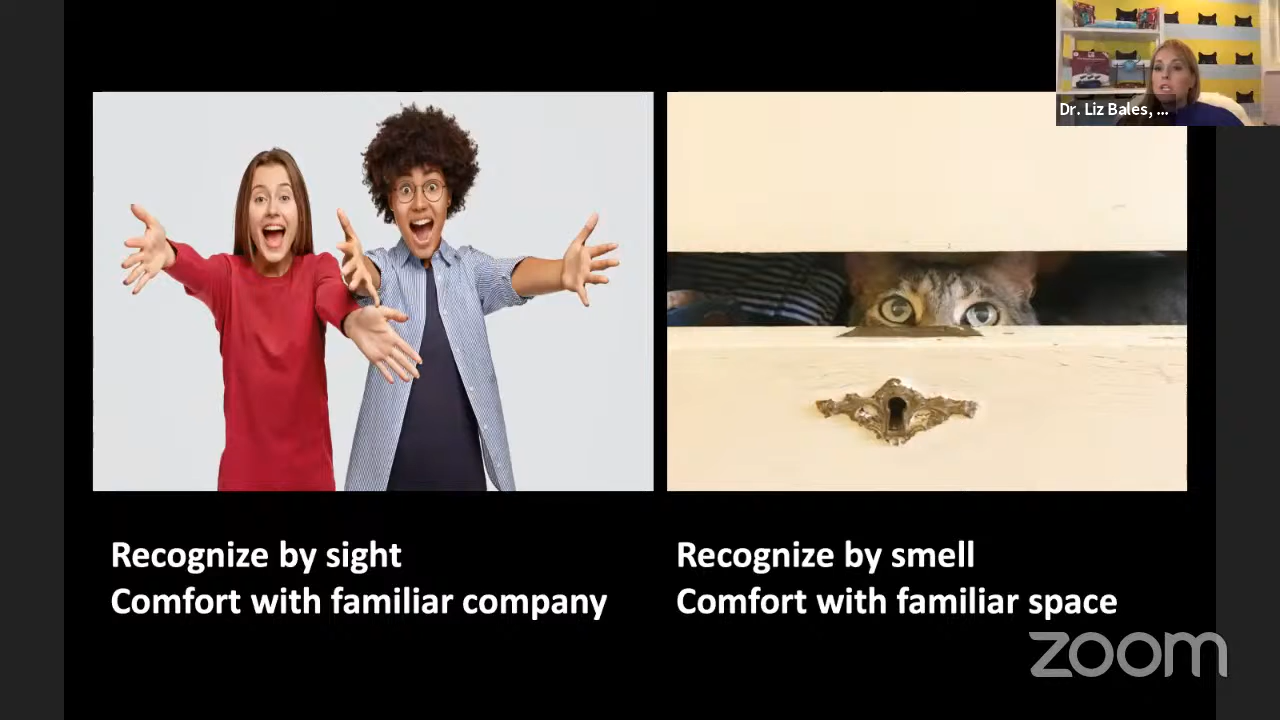 Dr. Liz Bales, ...
Recognize by sight
Comfort with familiar company
Recognize by smell
Comfort with familiar space
zoom